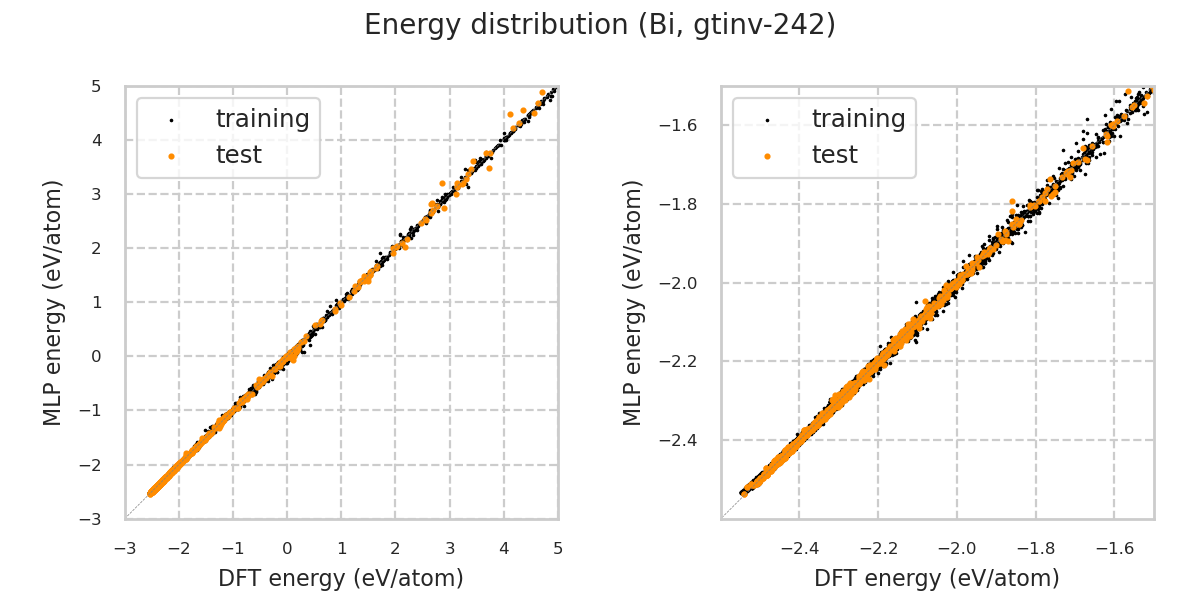 Energy distribution (Bi, gtinv-242)
training
test
5
4
3
2
1
0
−1
−2
−3
−3 −2 −1 0 1 2 3 4 5
MLP energy (eV/atom)
DFT energy (eV/atom)
training
test
−1.6
−1.8
−2.0
−2.2
−2.4
−2.4 −2.2 −2.0 −1.8 −1.6
MLP energy (eV/atom)
DFT energy (eV/atom)